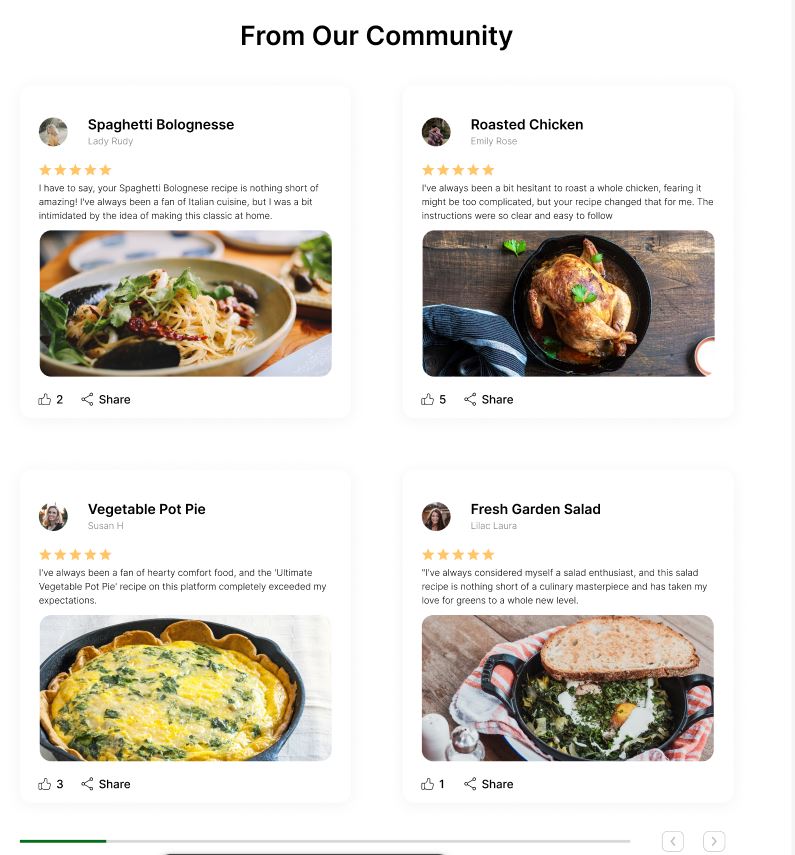 From Our Community
Spaghetti Bolognesse
Lady Rudy
I have to say, your Spaghetti Bolognese recipe is nothing short of
amazing! I've always been a fan of Italian cuisine, but I was a bit
intimidated by the idea of making this classic at home.
2 Share
Roasted Chicken
Emily Rose
I've always been a bit hesitant to roast a whole chicken, fearing it
might be too complicated, but your recipe changed that for me. The
instructions were so clear and easy to follow
5 Share
Vegetable Pot Pie
Susan H
I've always been a fan of hearty comfort food, and the 'Ultimate
Vegetable Pot Pie' recipe on this platform completely exceeded my
expectations.
3 Share
Fresh Garden Salad
Lilac Laura
"I've always considered myself a salad enthusiast, and this salad
recipe is nothing short of a culinary masterpiece and has taken my
love for greens to a whole new level.
1 Share